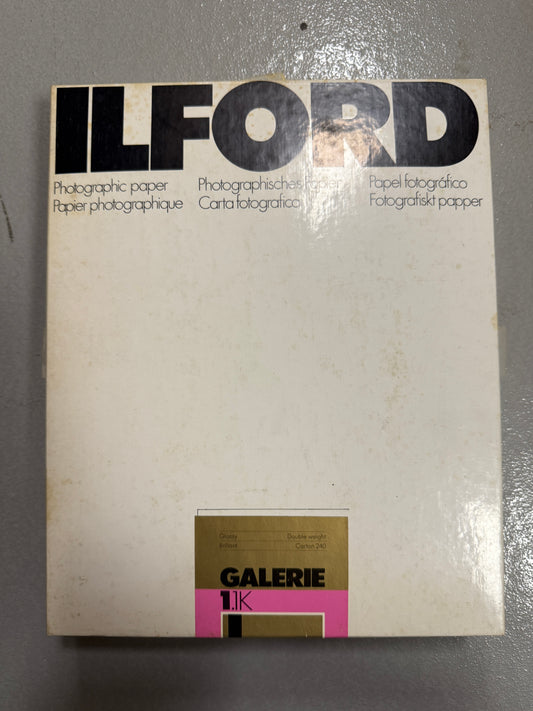 ILFORD
Photographic paper Photographisches Papier Papel fotográfico
Papier photographique Carta fotografica Fotografiskt papper
Glossy Double weight
Brillant Carton 240
GALERIE
1.1K